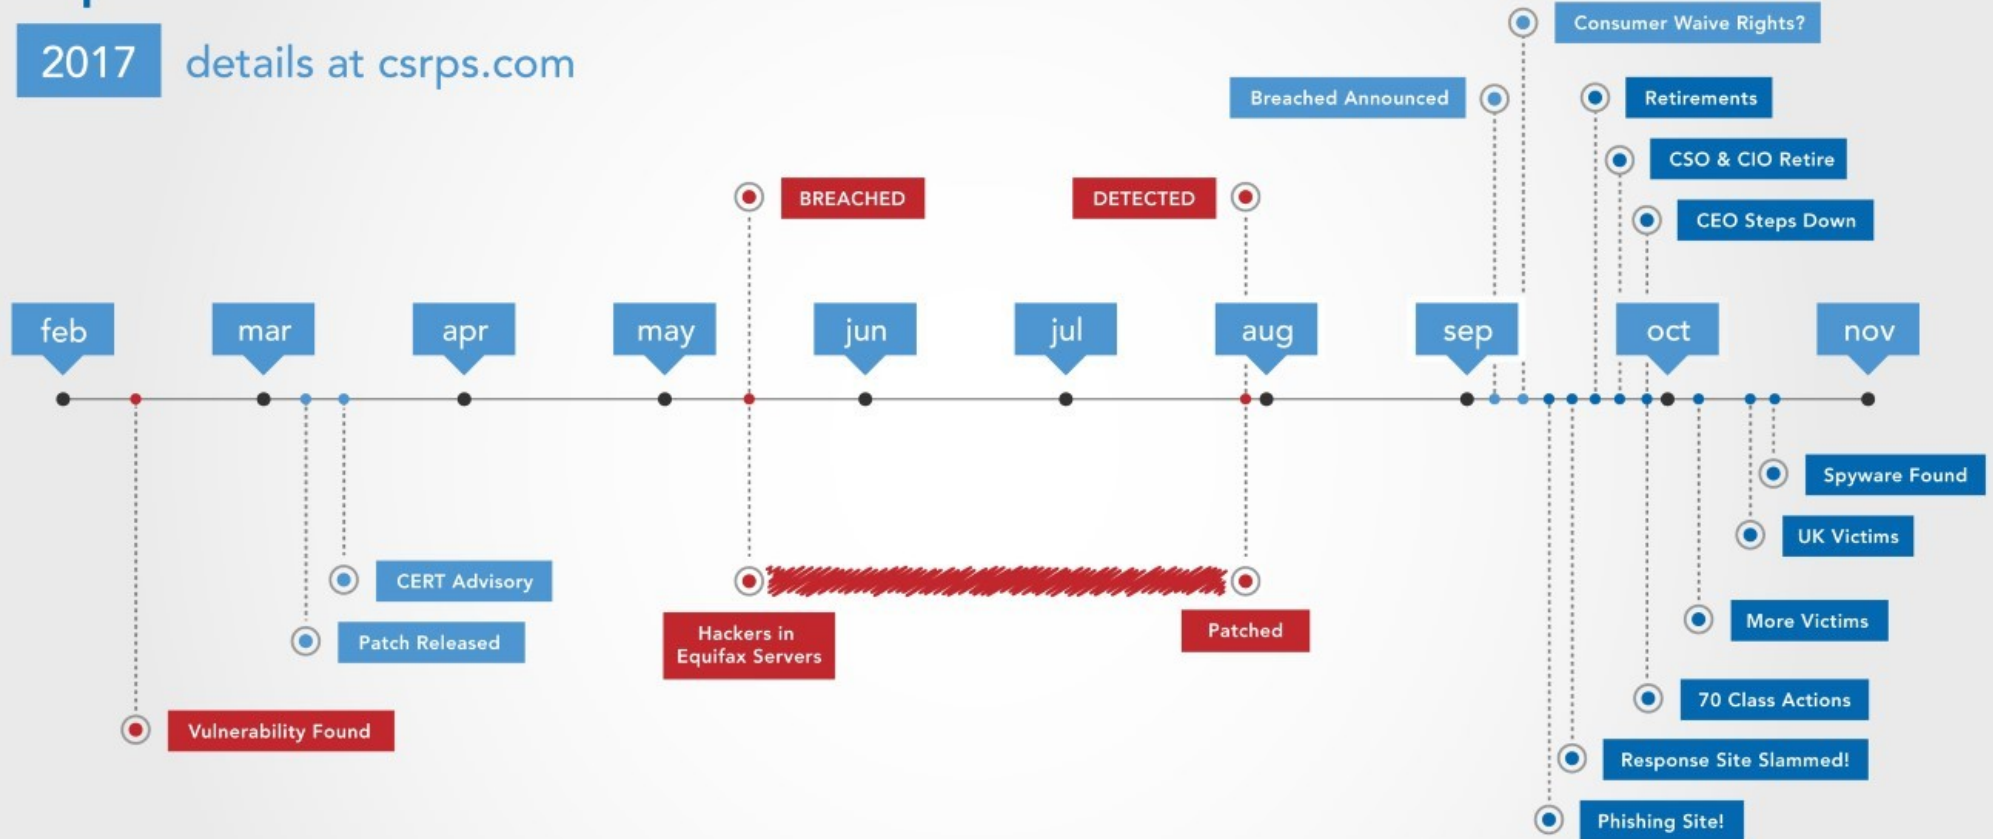 2017
details at csrps.com
Consumer Waive Rights?
Breached Announced
Retirements
CSO & CIO Retire
BREACHED
DETECTED
CEO Steps Down
feb
mar
apr
may
jun
jul
aug
sep
oct
nov
Spyware Found
UK Victims
CERT Advisory
More Victims
Hackers in
Equifax Servers
Patched
Patch Released
70 Class Actions
Vulnerability Found
Response Site Slammed!
Phishing Site!